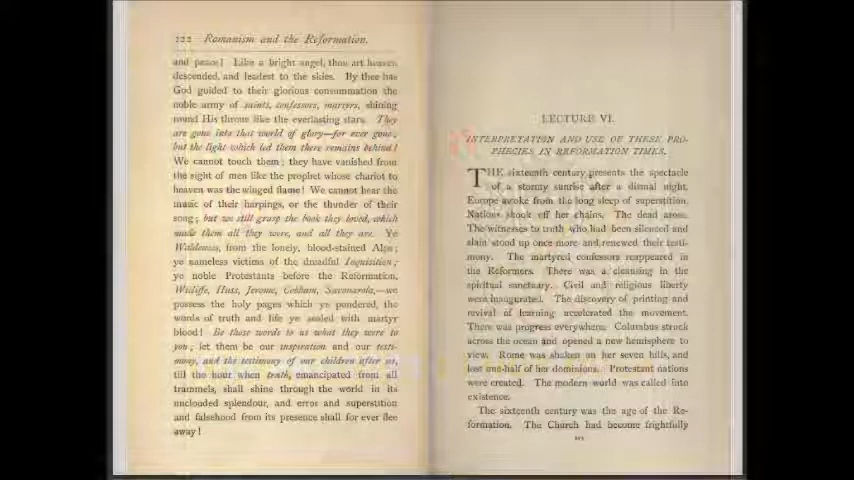 222 Romanism and the Reformation.
and peace! Like a bright angel, thou art heaven
descended, and leadest to the skies. By thee has
God guided to their glorious consummation the
noble army of saints, confessors, martyrs, shining
round His throne like the everlasting stars. They
are gone into that world of glory—for ever gone;
but the light which led them there remains behind!
We cannot touch them; they have vanished from
the sight of men like the prophet whose chariot to
heaven was the winged flame! We cannot hear the
music of their harpings, or the thunder of their
song; but we still grasp the book they loved, which
made them all they were, and all they are. Ye
Waldenses, from the lonely, blood-stained Alps;
ye nameless victims of the dreadful Inquisition;
ye noble Protestants before the Reformation,
Wicliffe, Huss, Jerome, Cobham, Savonarola,—we
possess the holy pages which ye pondered, the
words of truth and life ye sealed with martyr
blood! Be those words to us what they were to
you; let them be our inspiration and our testi-
mony, and the testimony of our children after us,
till the hour when truth, emancipated from all
trammels, shall shine through the world in its
unclouded splendour, and error and superstition
and falsehood from its presence shall for ever flee
away!
LECTURE VI.
INTERPRETATION AND USE OF THESE PRO-
PHECIES IN REFORMATION TIMES.
THE sixteenth century presents the spectacle
of a stormy sunrise after a dismal night.
Europe awoke from the long sleep of superstition.
Nations shook off her chains. The dead arose.
The witnesses to truth who had been silenced and
slain stood up once more and renewed their testi-
mony. The martyred confessors reappeared in
the Reformers. There was a cleansing in the
spiritual sanctuary. Civil and religious liberty
were inaugurated. The discovery of printing and
revival of learning accelerated the movement.
There was progress everywhere. Columbus struck
across the ocean and opened a new hemisphere to
view. Rome was shaken on her seven hills, and
lost one-half of her dominions. Protestant nations
were created. The modern world was called into
existence.
The sixteenth century was the age of the Re-
formation. The Church had become frightfully